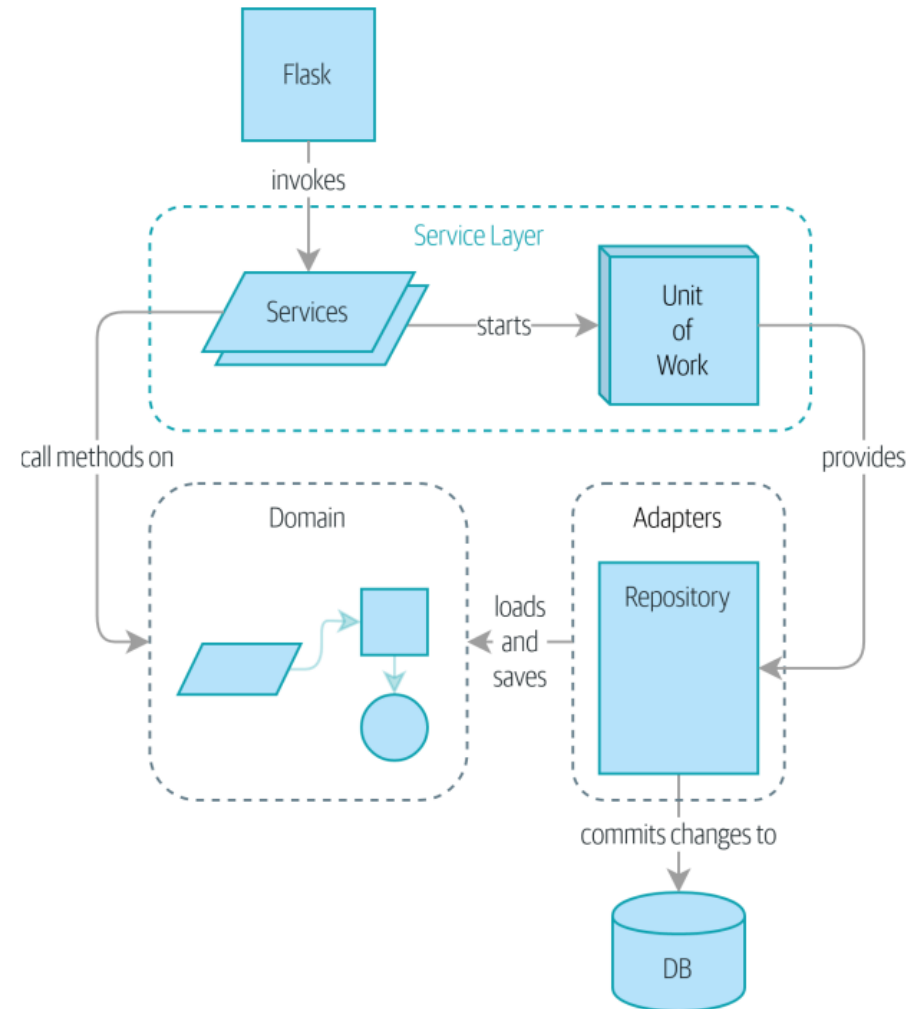 Flask
invokes
Service Layer
Services
starts
Unit
of
Work
call methods on
provides
Domain
Adapters
Repository
loads
and
saves
commits changes to
DB